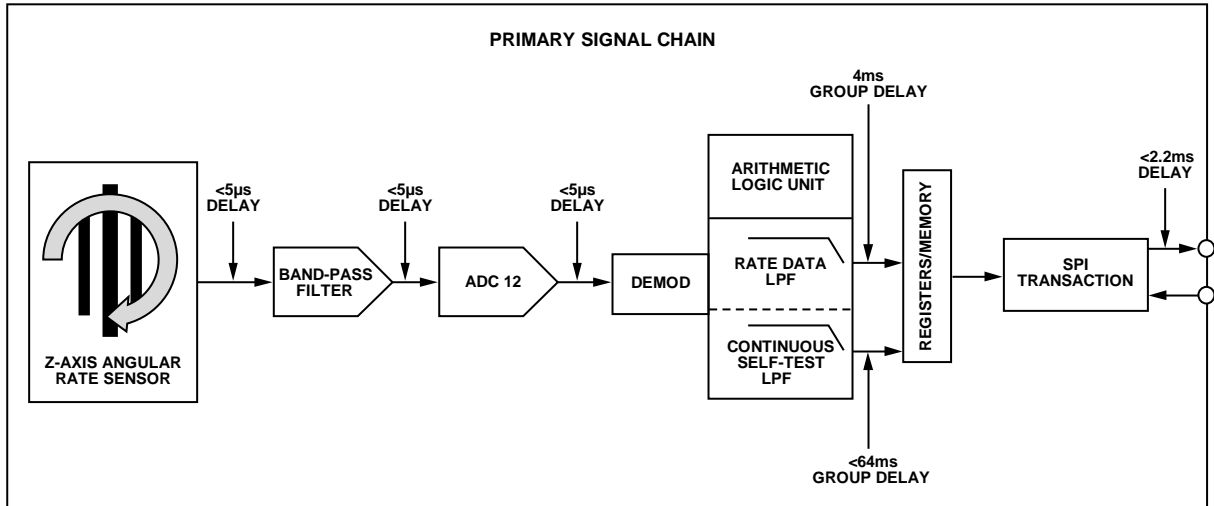 PRIMARY SIGNAL CHAIN
4ms
GROUP DELAY
<5µs
DELAY
<5µs
DELAY
<5µs
DELAY
ARITHMETIC
LOGIC UNIT
<2.2ms
DELAY
BAND-PASS
FILTER
ADC 12
DEMOD
RATE DATA
LPF
REGISTERS/MEMORY
SPI
TRANSACTION
Z-AXIS ANGULAR
RATE SENSOR
CONTINUOUS
SELF-TEST
LPF
<64ms
GROUP DELAY